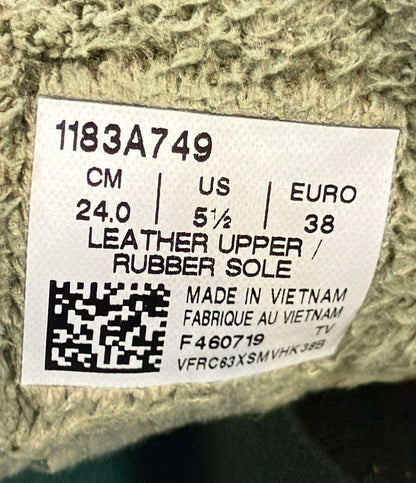 1183A749
CM | US | EURO
24.0 | 5½ | 38
LEATHER UPPER /
RUBBER SOLE
MADE IN VIETNAM
FABRIQUE AU VIETNAM
F460719 TV
VFRC63XSMVHK38B